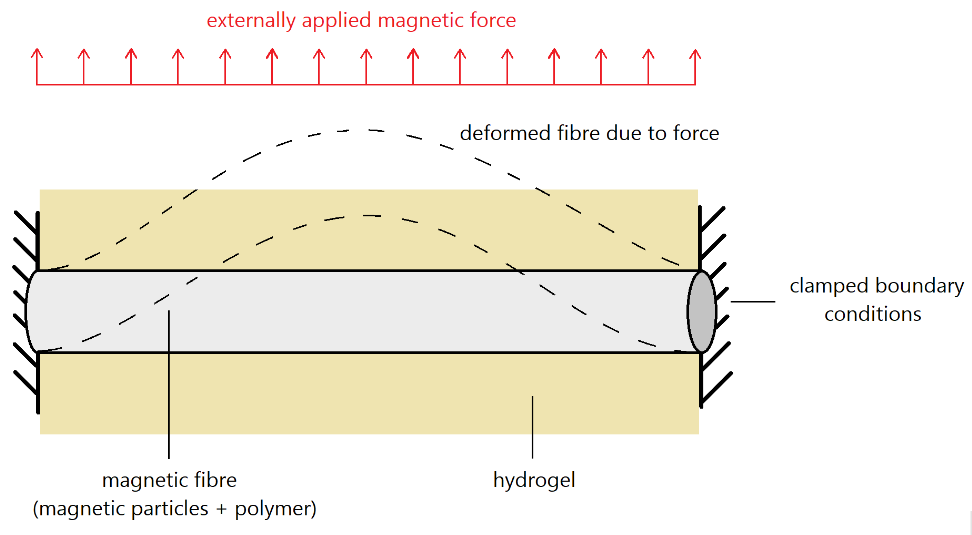 externally applied magnetic force
deformed fibre due to force
clamped boundary
conditions
magnetic fibre
(magnetic particles + polymer)
hydrogel